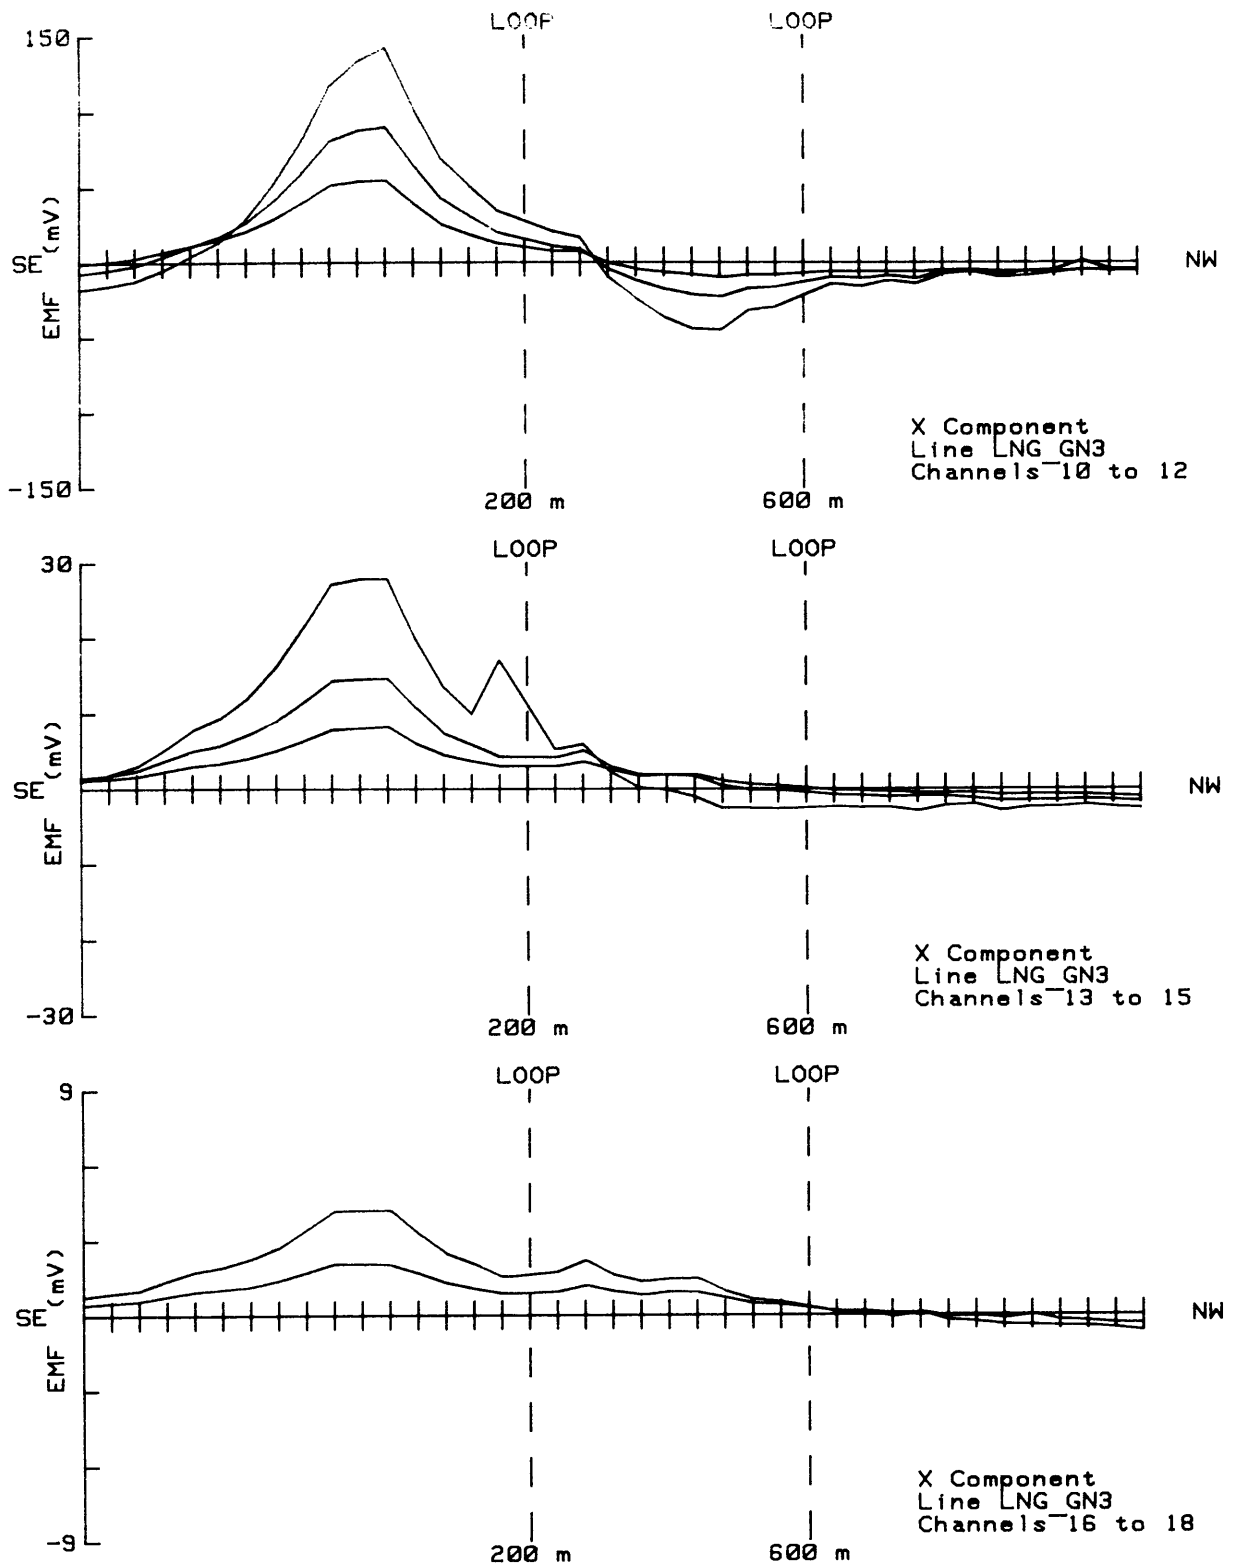 LOOP LOOP
150
EMF (mV)
SE NW
X Component
Line LNG_GN3
Channels 10 to 12
-150
200 m 600 m
LOOP LOOP
30
EMF (mV)
SE NW
X Component
Line LNG_GN3
Channels 13 to 15
-30
200 m 600 m
LOOP LOOP
9
EMF (mV)
SE NW
X Component
Line LNG_GN3
Channels 16 to 18
-9
200 m 600 m